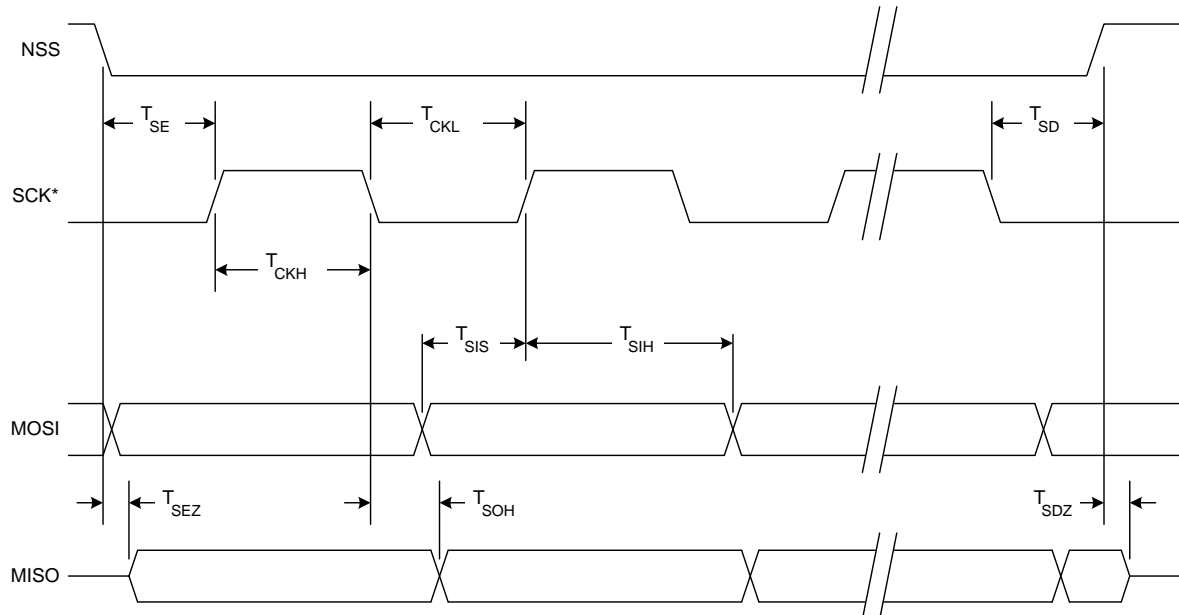 NSS
T_SE
T_CKL
T_SD
SCK*
T_CKH
T_SIS
T_SIH
MOSI
T_SEZ
T_SOH
T_SDZ
MISO